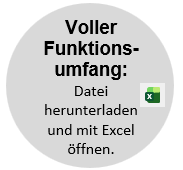 Voller
Funktions-
umfang:
Datei
herunterladen
und mit Excel
öffnen.